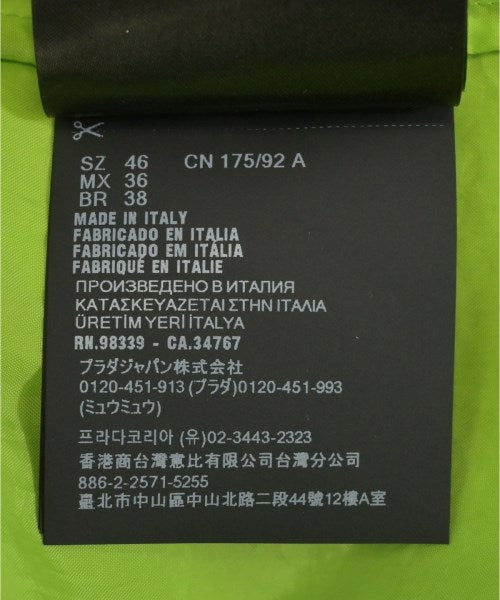 SZ 46 CN 175/92 A
MX 36
BR 38
MADE IN ITALY
FABRICADO EN ITALIA
FABRICADO EM ITÁLIA
FABRIQUÉ EN ITALIE
ПРОИЗВЕДЕНО В ИТАЛИЯ
ΚΑΤΑΣΚΕΥΑΖΕΤΑΙ ΣΤΗΝ ΙΤΑΛΙΑ
ÜRETİM YERİ İTALYA
RN.98339 - CA.34767
プラダジャパン株式会社
0120-451-913 (プラダ)0120-451-993
(ミュウミュウ)
프라다코리아 (유)02-3443-2323
香港商台灣意比有限公司台灣分公司
886-2-2571-5255
臺北市中山區中山北路二段44號12樓A室